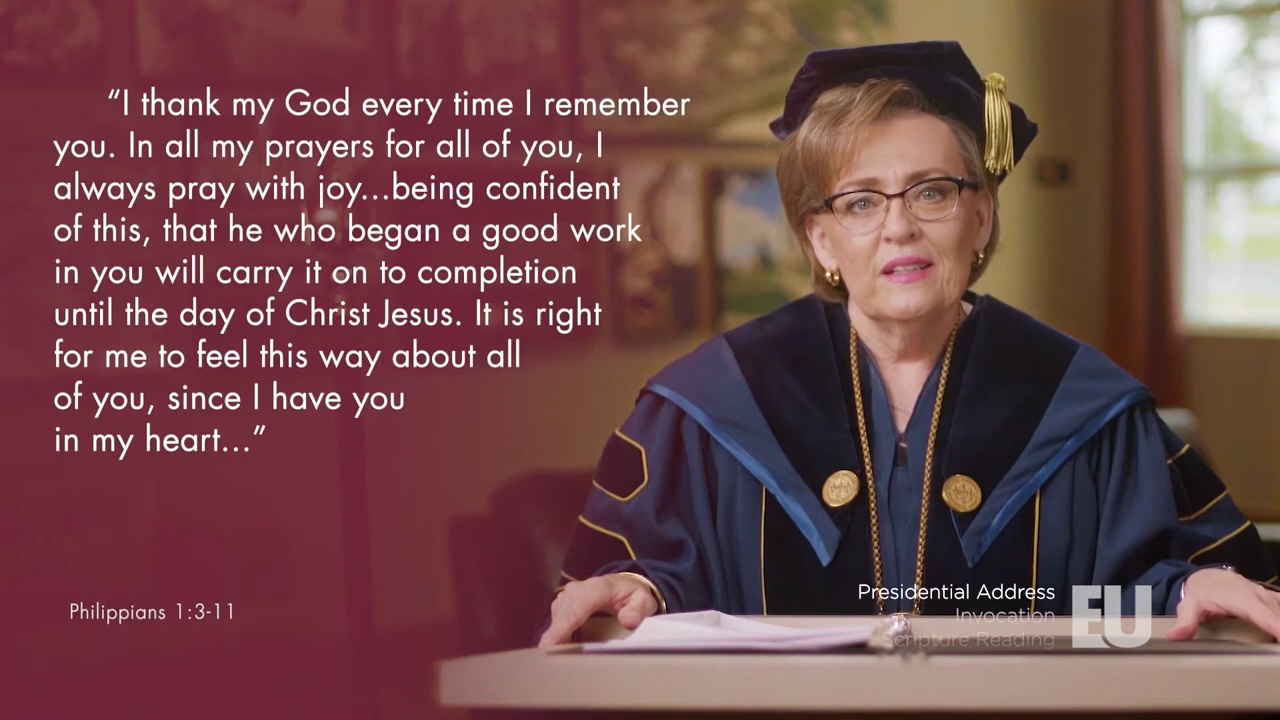 “I thank my God every time I remember
you. In all my prayers for all of you, I
always pray with joy...being confident
of this, that he who began a good work
in you will carry it on to completion
until the day of Christ Jesus. It is right
for me to feel this way about all
of you, since I have you
in my heart...”
Philippians 1:3-11
Presidential Address
Invocation
Scripture Reading
EU